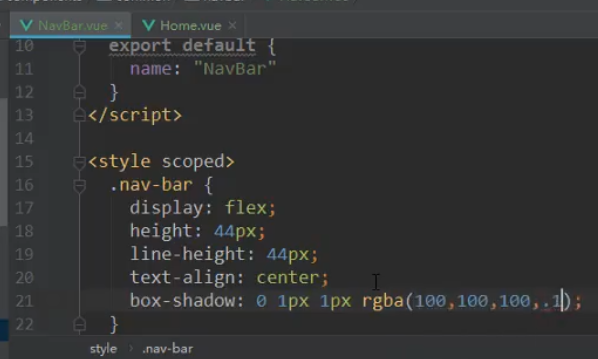 NavBar.vue × Home.vue ×
10 export default {
11 name: "NavBar"
12 }
13 </script>
14
15 <style scoped>
16 .nav-bar {
17 display: flex;
18 height: 44px;
19 line-height: 44px;
20 text-align: center;
21 box-shadow: 0 1px 1px rgba(100,100,100,.1);
22 }
style › .nav-bar